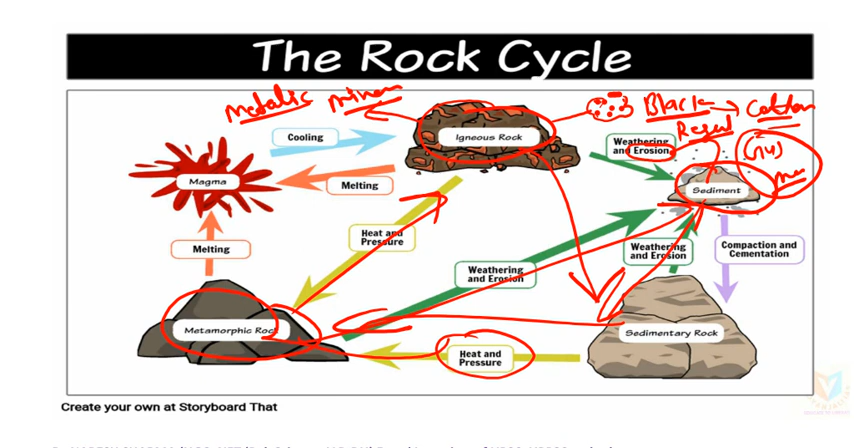 The Rock Cycle
Metalic
Black → Cotton
Regur
Cooling
Igneous Rock
Weathering
and Erosion
Magma
Melting
Sediment
Heat and
Pressure
Melting
Weathering
and Erosion
Compaction and
Cementation
Weathering
and Erosion
Metamorphic Rock
Sedimentary Rock
Heat and
Pressure
Create your own at Storyboard That